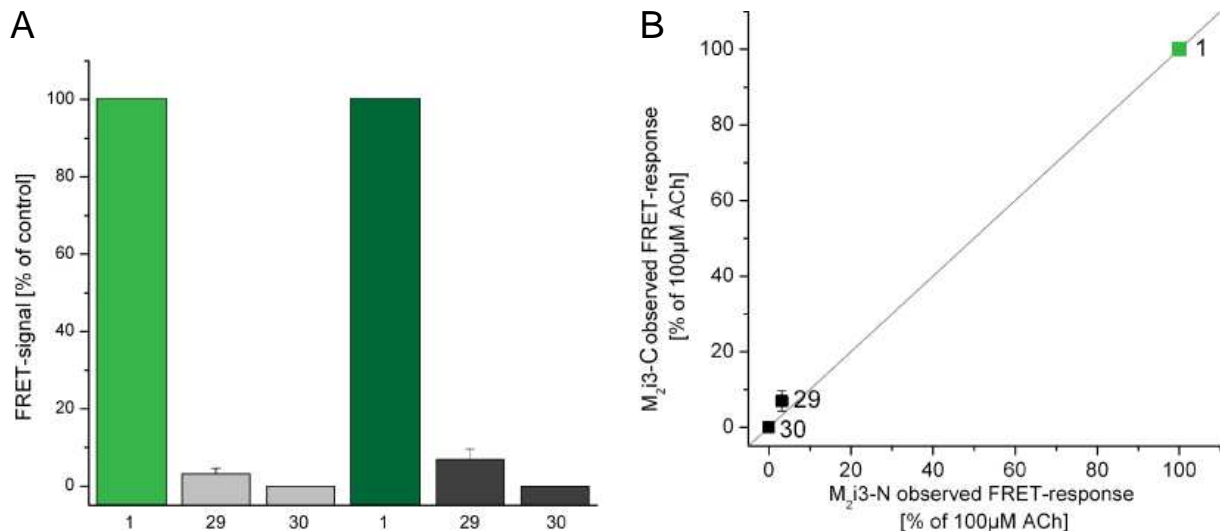 A
FRET-signal [% of control]
100
80
60
40
20
0
1 29 30 1 29 30
B
M₂i3-C observed FRET-response
[% of 100µM ACh]
100
80
60
40
20
0
1
29
30
0 20 40 60 80 100
M₂i3-N observed FRET-response
[% of 100µM ACh]